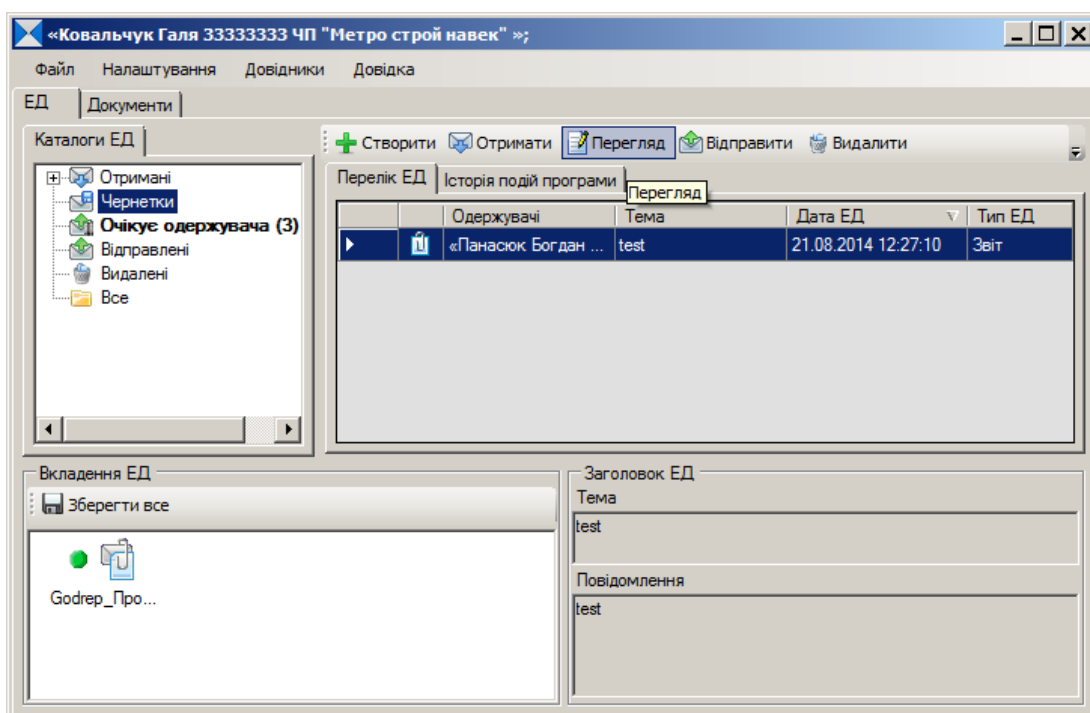 «Ковальчук Галя 33333333 ЧП "Метро строй навек" »;
Файл Налаштування Довідники Довідка
ЕД Документи
Каталоги ЕД
Створити Отримати Перегляд Відправити Видалити
Отримані
Чернетки
Очікує одержувача (3)
Відправлені
Видалені
Все
Перелік ЕД Історія подій програми
Перегляд
Одержувачі Тема Дата ЕД Тип ЕД
«Панасюк Богдан ... test 21.08.2014 12:27:10 Звіт
Вкладення ЕД
Зберегти все
Godrep_Про...
Заголовок ЕД
Тема
test
Повідомлення
test